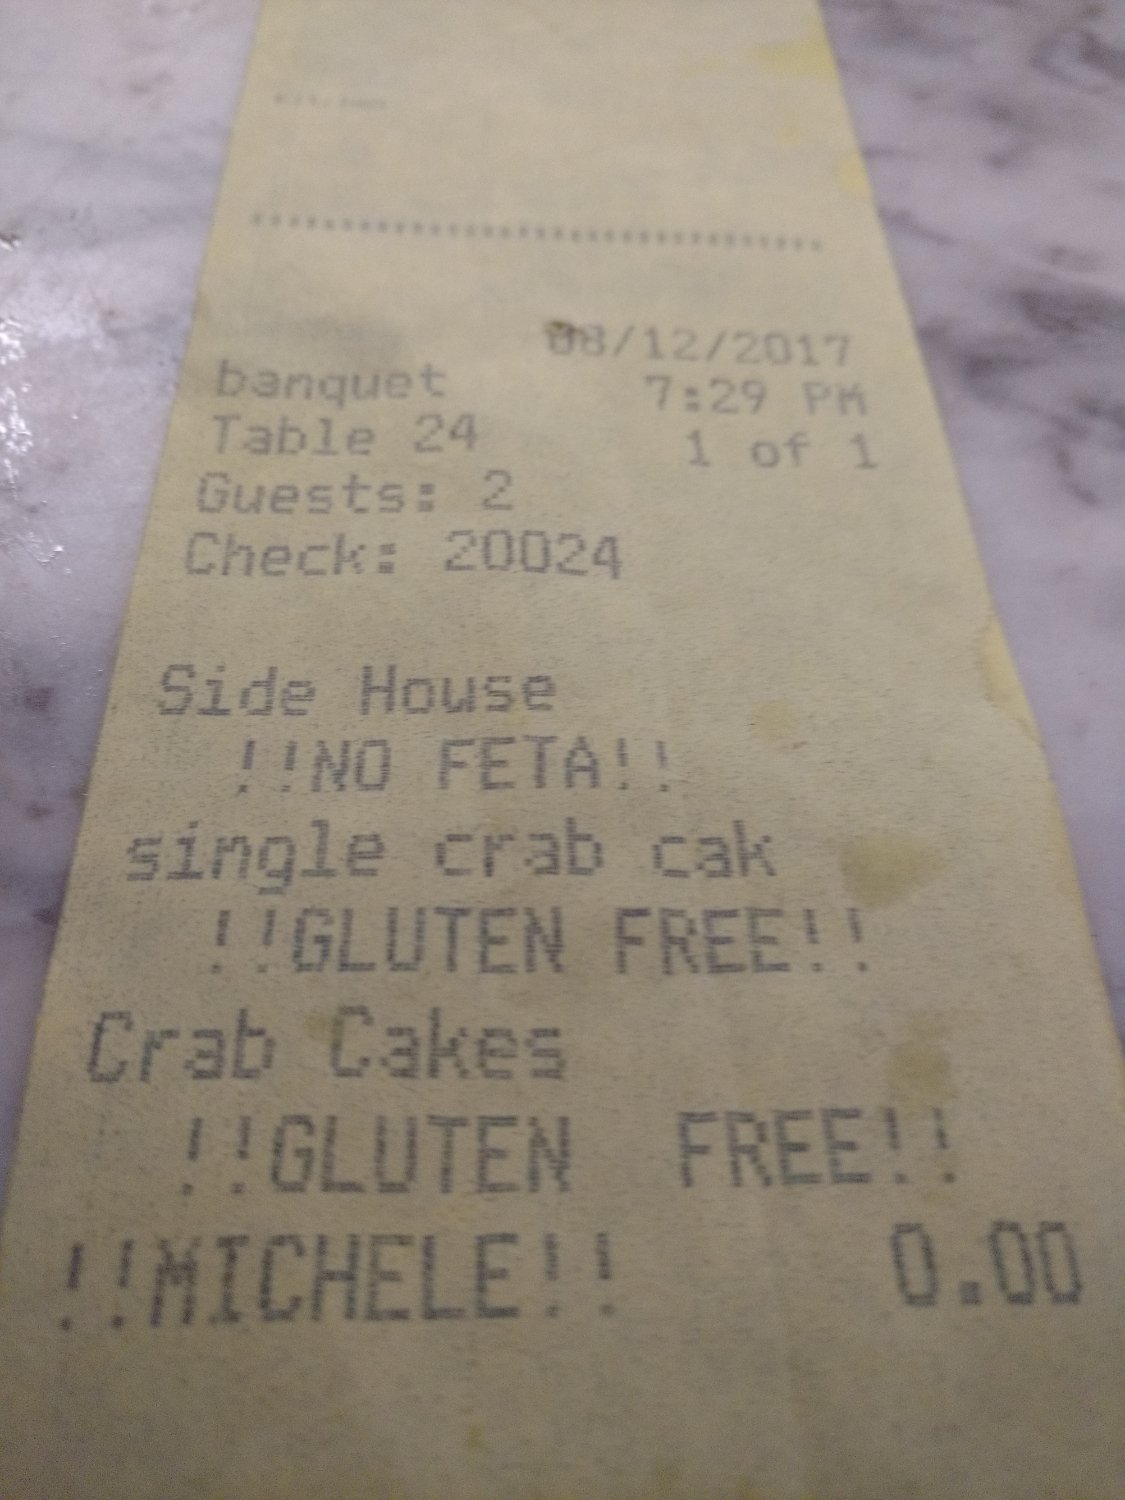 08/12/2017
banquet 7:29 PM
Table 24 1 of 1
Guests: 2
Check: 20024
Side House
!!NO FETA!!
single crab cak
!!GLUTEN FREE!!
Crab Cakes
!!GLUTEN  FREE!!
!!MICHELE!! 0.00